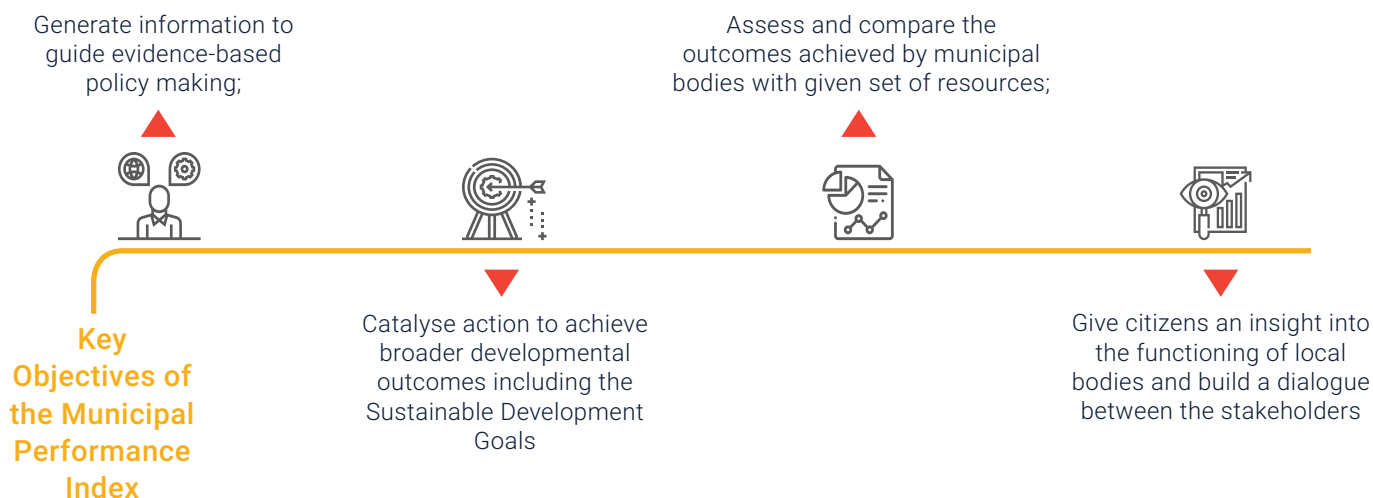 Generate information to
guide evidence-based
policy making;
Assess and compare the
outcomes achieved by municipal
bodies with given set of resources;
Key
Objectives of
the Municipal
Performance
Index
Catalyse action to achieve
broader developmental
outcomes including the
Sustainable Development
Goals
Give citizens an insight into
the functioning of local
bodies and build a dialogue
between the stakeholders